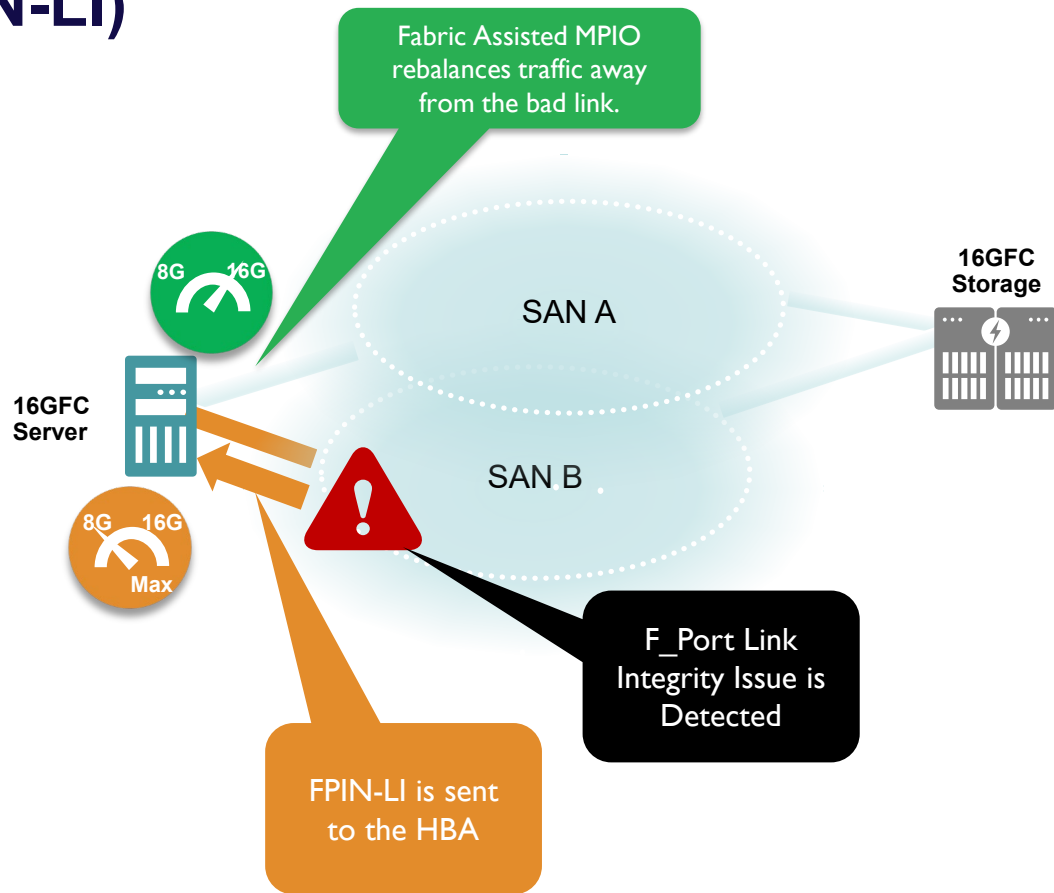 N-LI)
Fabric Assisted MPIO
rebalances traffic away
from the bad link.
8G 16G
16GFC
Storage
SAN A
16GFC
Server
SAN B
8G 16G
Max
F_Port Link
Integrity Issue is
Detected
FPIN-LI is sent
to the HBA